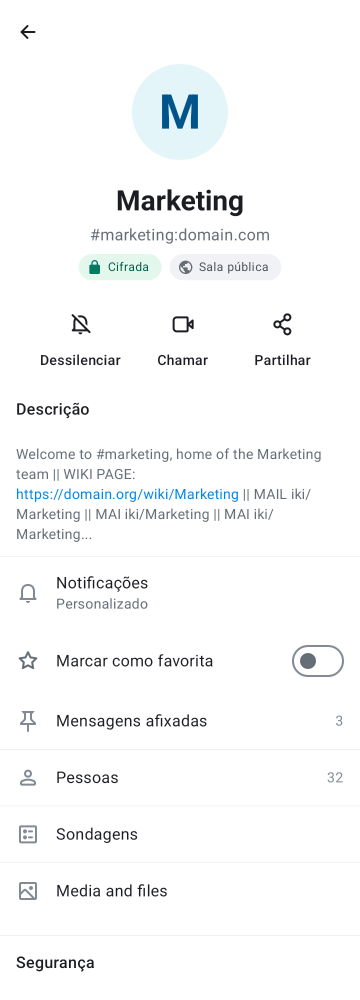 M
Marketing
#marketing:domain.com
Cifrada
Sala pública
Dessilenciar
Chamar
Partilhar
Descrição
Welcome to #marketing, home of the Marketing
team || WIKI PAGE:
https://domain.org/wiki/Marketing || MAIL iki/
Marketing || MAI iki/Marketing || MAI iki/
Marketing...
Notificações
Personalizado
Marcar como favorita
Mensagens afixadas 3
Pessoas 32
Sondagens
Media and files
Segurança